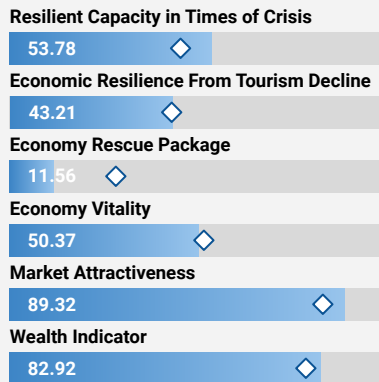 Resilient Capacity in Times of Crisis
53.78
Economic Resilience From Tourism Decline
43.21
Economy Rescue Package
11.56
Economy Vitality
50.37
Market Attractiveness
89.32
Wealth Indicator
82.92